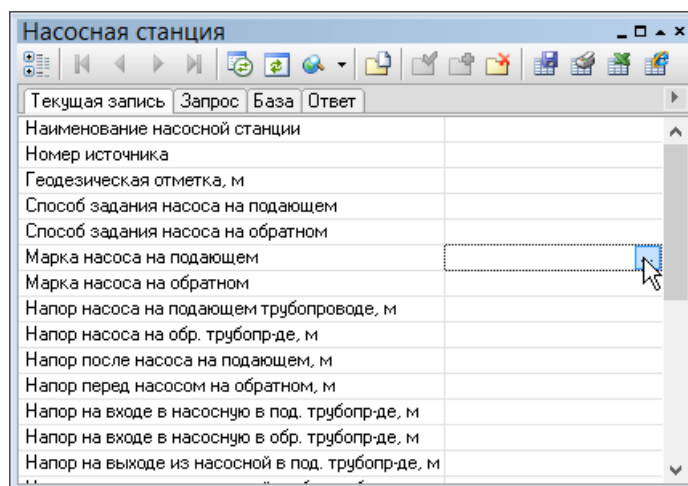 Насосная станция
Текущая запись Запрос База Ответ
Наименование насосной станции
Номер источника
Геодезическая отметка, м
Способ задания насоса на подающем
Способ задания насоса на обратном
Марка насоса на подающем
Марка насоса на обратном
Напор насоса на подающем трубопроводе, м
Напор насоса на обр. трубопр-де, м
Напор после насоса на подающем, м
Напор перед насосом на обратном, м
Напор на входе в насосную в под. трубопр-де, м
Напор на входе в насосную в обр. трубопр-де, м
Напор на выходе из насосной в под. трубопр-де, м